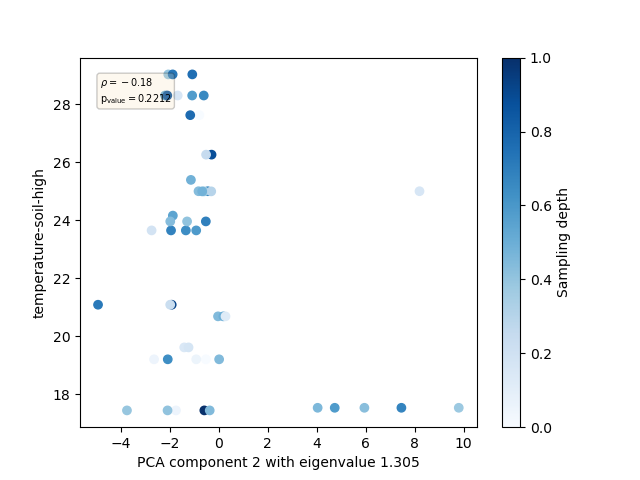 ρ = −0.18
p_value = 0.2212
28
26
24
22
20
18
temperature-soil-high
−4 −2 0 2 4 6 8 10
PCA component 2 with eigenvalue 1.305
1.0
0.8
0.6
0.4
0.2
0.0
Sampling depth